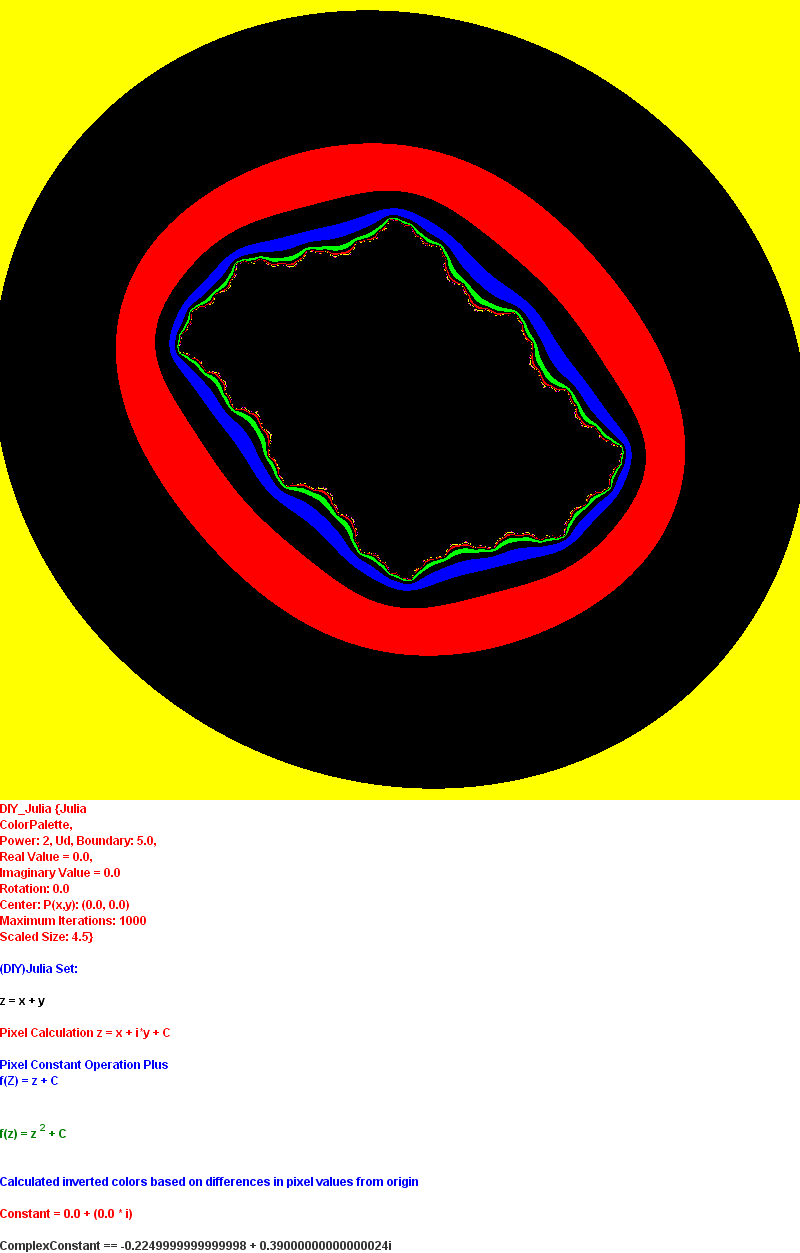 DIY_Julia {Julia
ColorPalette,
Power: 2, Ud, Boundary: 5.0,
Real Value = 0.0,
Imaginary Value = 0.0
Rotation: 0.0
Center: P(x,y): (0.0, 0.0)
Maximum Iterations: 1000
Scaled Size: 4.5}
(DIY)Julia Set:
z = x + y
Pixel Calculation z = x + i*y + C
Pixel Constant Operation Plus
f(Z) = z + C
f(z) = z 2 + C
Calculated inverted colors based on differences in pixel values from origin
Constant = 0.0 + (0.0 * i)
ComplexConstant == -0.2249999999999998 + 0.39000000000000024i